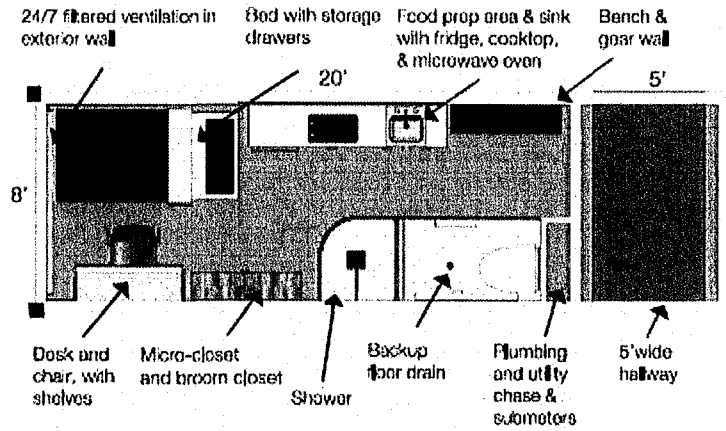 24/7 filtered ventilation in
exterior wall
Bed with storage
drawers
Food prep area & sink
with fridge, cooktop,
& microwave oven
Bench &
gear wall
20'
5'
8'
Desk and
chair, with
shelves
Micro-closet
and broom closet
Shower
Backup
floor drain
Plumbing
and utility
chase &
submeters
5' wide
hallway